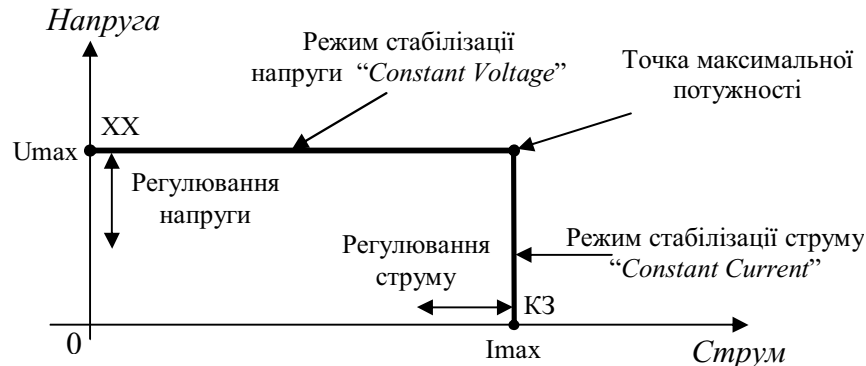 Напруга
Режим стабілізації
напруги “Constant Voltage”
Точка максимальної
потужності
XX
Umax
Регулювання
напруги
Регулювання
струму
Режим стабілізації струму
“Constant Current”
КЗ
0
Imax
Струм